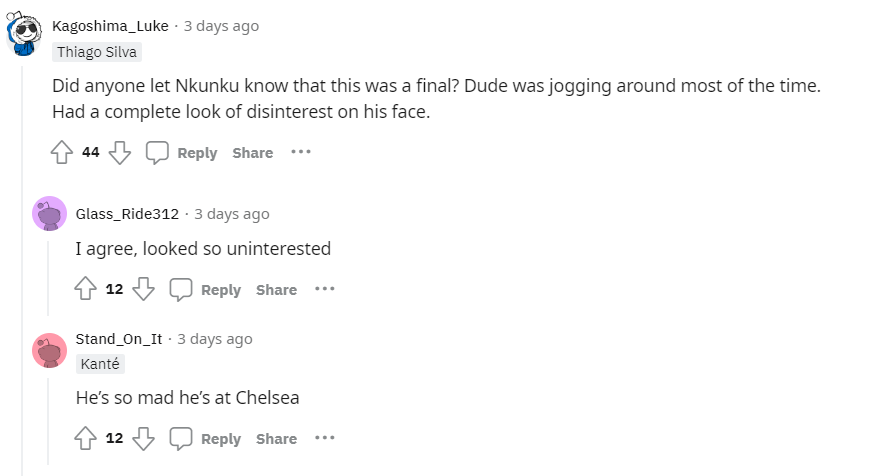 Kagoshima_Luke · 3 days ago
Thiago Silva
Did anyone let Nkunku know that this was a final? Dude was jogging around most of the time.
Had a complete look of disinterest on his face.
44 Reply Share ···
Glass_Ride312 · 3 days ago
I agree, looked so uninterested
12 Reply Share ···
Stand_On_It · 3 days ago
Kanté
He's so mad he's at Chelsea
12 Reply Share ···